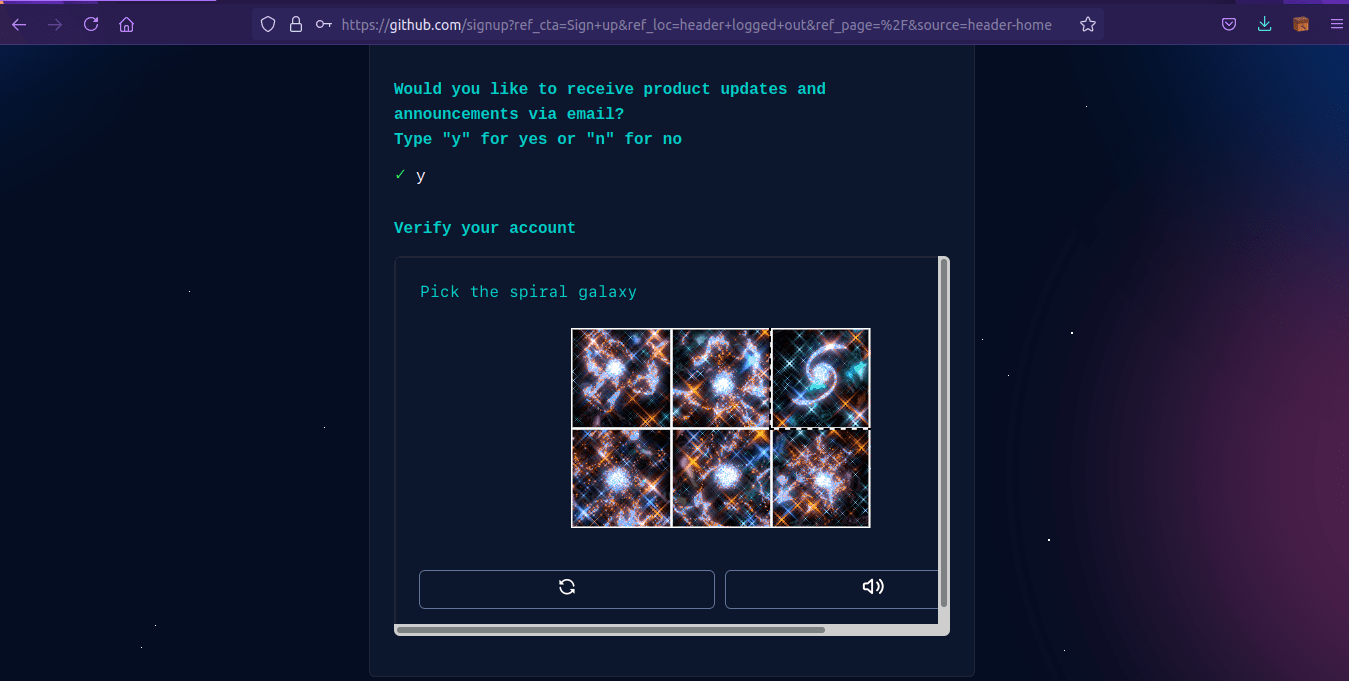 https://github.com/signup?ref_cta=Sign+up&ref_loc=header+logged+out&ref_page=%2F&source=header-home
Would you like to receive product updates and
announcements via email?
Type "y" for yes or "n" for no
✓ y
Verify your account
Pick the spiral galaxy